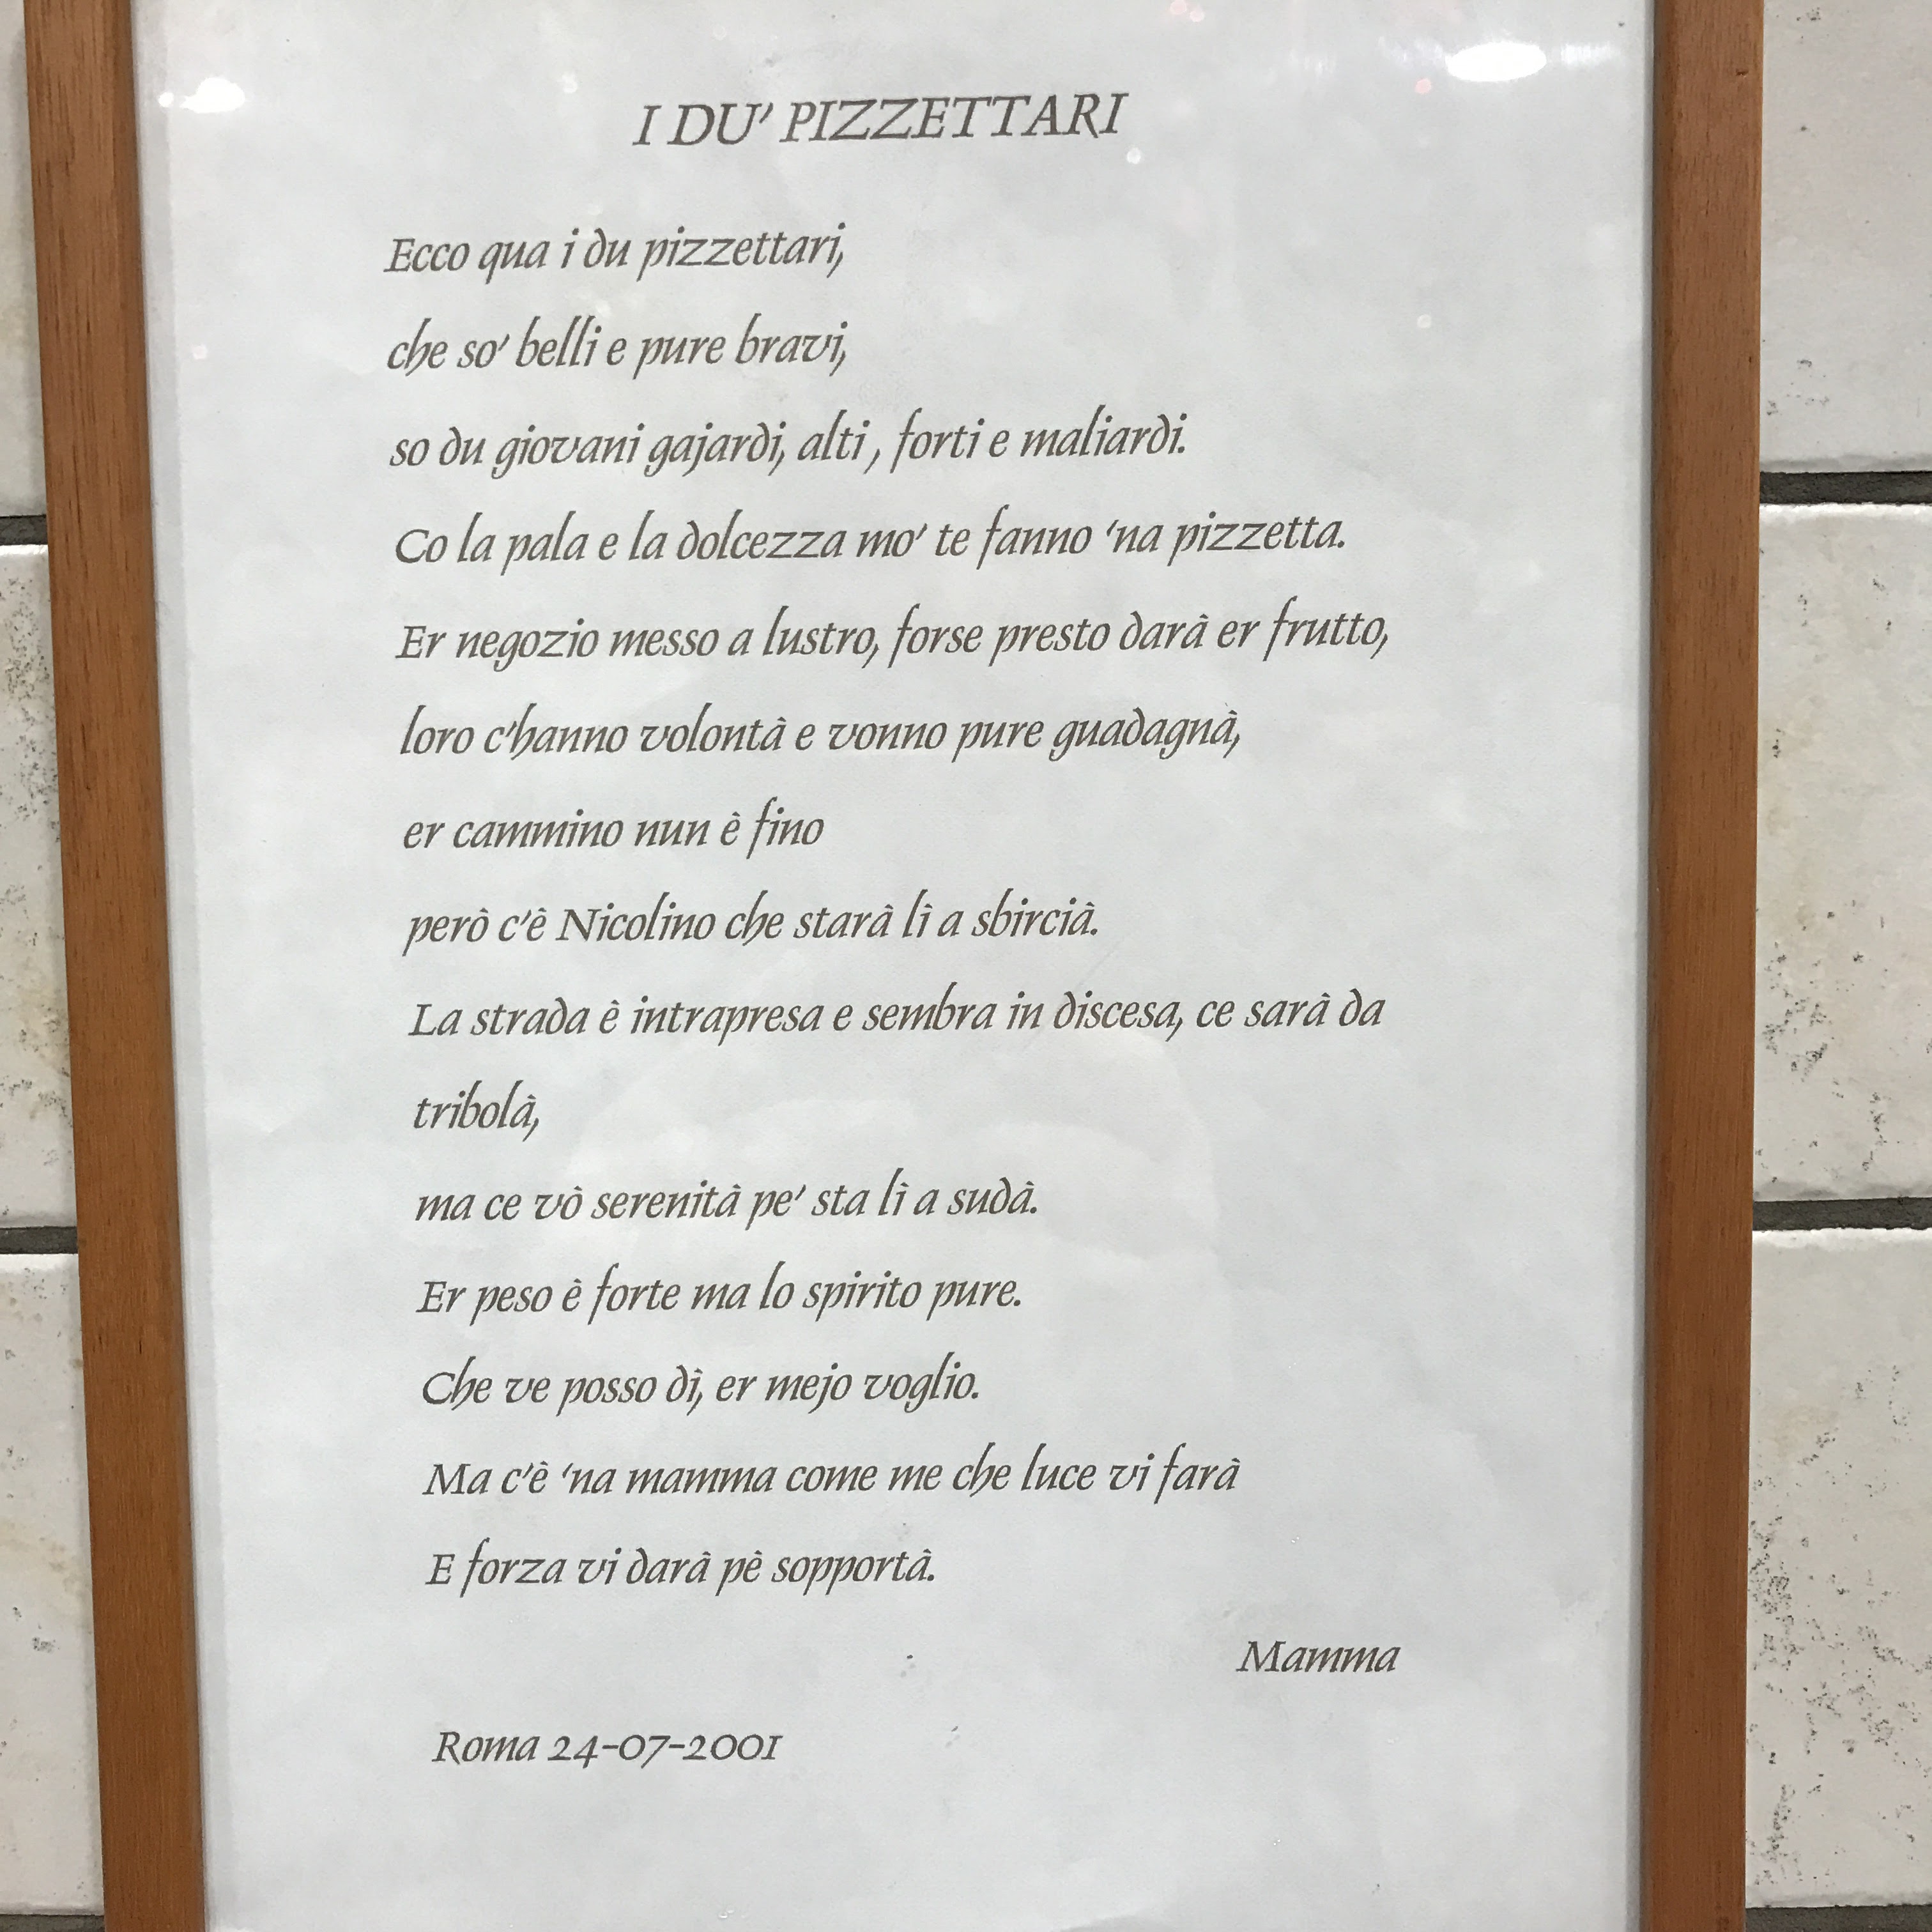 I DU' PIZZETTARI
Ecco qua i du pizzettari,
che so' belli e pure bravi,
so du giovani gajardi, alti , forti e maliardi.
Co la pala e la dolcezza mo' te fanno 'na pizzetta.
Er negozio messo a lustro, forse presto darà er frutto,
loro c'hanno volontà e vonno pure guadagnà,
er cammino nun è fino
però c'è Nicolino che starà lì a sbircià.
La strada è intrapresa e sembra in discesa, ce sarà da
tribolà,
ma ce vò serenità pe' sta lì a sudà.
Er peso è forte ma lo spirito pure.
Che ve posso dì, er mejo voglio.
Ma c'è 'na mamma come me che luce vi farà
E forza vi darà pè sopportà.
Mamma
Roma 24-07-2001